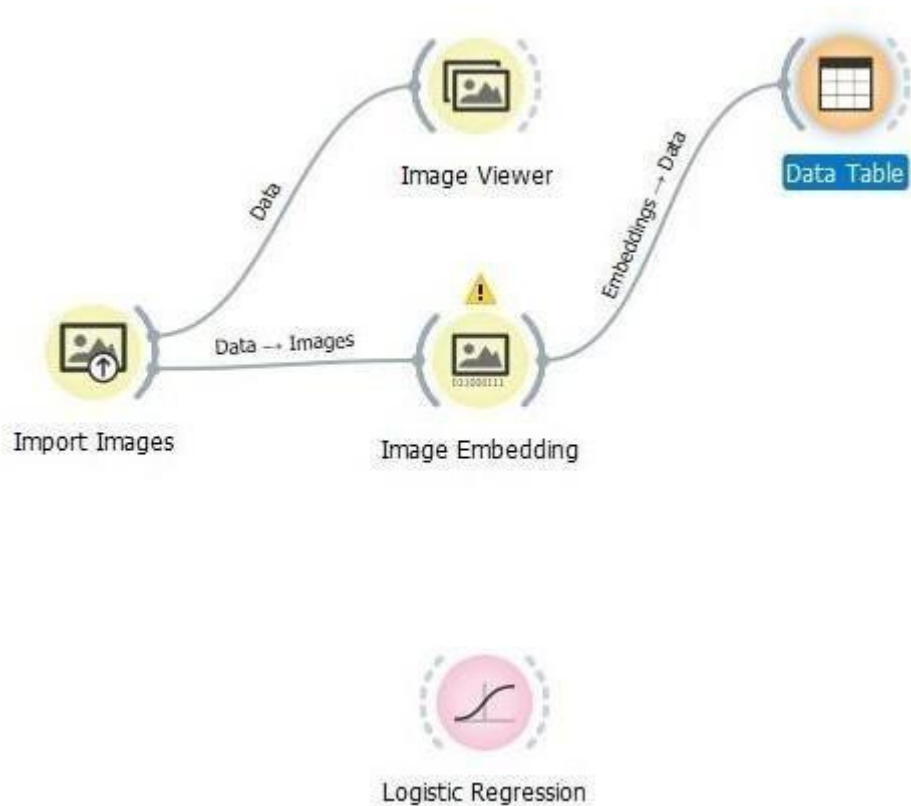 Image Viewer
Data Table
Data
Embeddings → Data
Data → Images
Import Images
Image Embedding
Logistic Regression